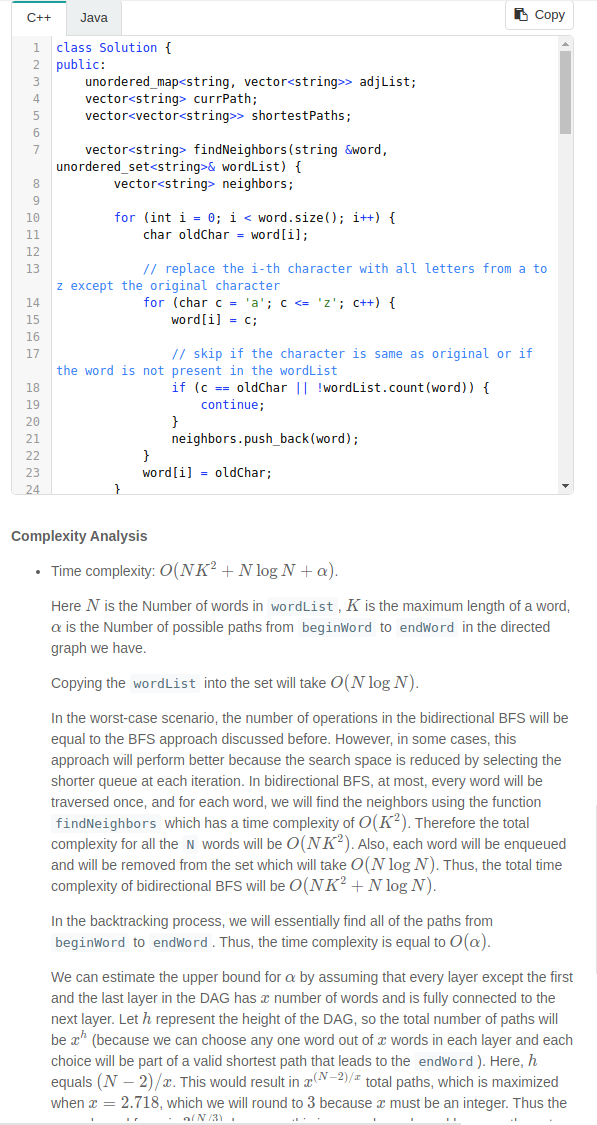 C++ Java Copy
1 class Solution {
2 public:
3 unordered_map<string, vector<string>> adjList;
4 vector<string> currPath;
5 vector<vector<string>> shortestPaths;
6
7 vector<string> findNeighbors(string &word,
unordered_set<string>& wordList) {
8 vector<string> neighbors;
9
10 for (int i = 0; i < word.size(); i++) {
11 char oldChar = word[i];
12
13 // replace the i-th character with all letters from a to
z except the original character
14 for (char c = 'a'; c <= 'z'; c++) {
15 word[i] = c;
16
17 // skip if the character is same as original or if
the word is not present in the wordList
18 if (c == oldChar || !wordList.count(word)) {
19 continue;
20 }
21 neighbors.push_back(word);
22 }
23 word[i] = oldChar;
24 }
Complexity Analysis
• Time complexity: O(NK² + N log N + α).
Here N is the Number of words in wordList, K is the maximum length of a word,
α is the Number of possible paths from beginWord to endWord in the directed
graph we have.
Copying the wordList into the set will take O(N log N).
In the worst-case scenario, the number of operations in the bidirectional BFS will be
equal to the BFS approach discussed before. However, in some cases, this
approach will perform better because the search space is reduced by selecting the
shorter queue at each iteration. In bidirectional BFS, at most, every word will be
traversed once, and for each word, we will find the neighbors using the function
findNeighbors which has a time complexity of O(K²). Therefore the total
complexity for all the N words will be O(NK²). Also, each word will be enqueued
and will be removed from the set which will take O(N log N). Thus, the total time
complexity of bidirectional BFS will be O(NK² + N log N).
In the backtracking process, we will essentially find all of the paths from
beginWord to endWord. Thus, the time complexity is equal to O(α).
We can estimate the upper bound for α by assuming that every layer except the first
and the last layer in the DAG has x number of words and is fully connected to the
next layer. Let h represent the height of the DAG, so the total number of paths will
be x^h (because we can choose any one word out of x words in each layer and each
choice will be part of a valid shortest path that leads to the endWord). Here, h
equals (N − 2)/x. This would result in x^(N−2)/x total paths, which is maximized
when x = 2.718, which we will round to 3 because x must be an integer. Thus the